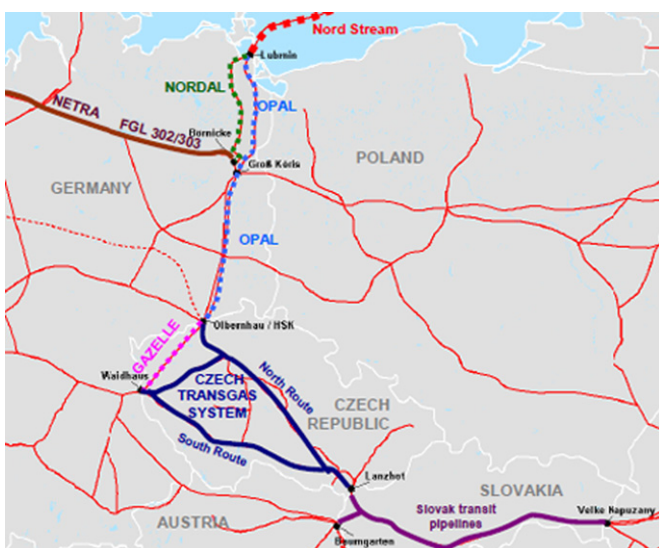 Nord Stream
Lubmin
NORDAL
OPAL
NETRA
FGL 302/303
Bornicke
Groß Köris
POLAND
GERMANY
OPAL
Olbernhau / HSK
GAZELLE
Waidhaus
CZECH
TRANSGAS
SYSTEM
North Route
CZECH
REPUBLIC
South Route
Lanzhot
SLOVAKIA
Slovak transit
pipelines
Velke Kapuzany
AUSTRIA
Baumgarten